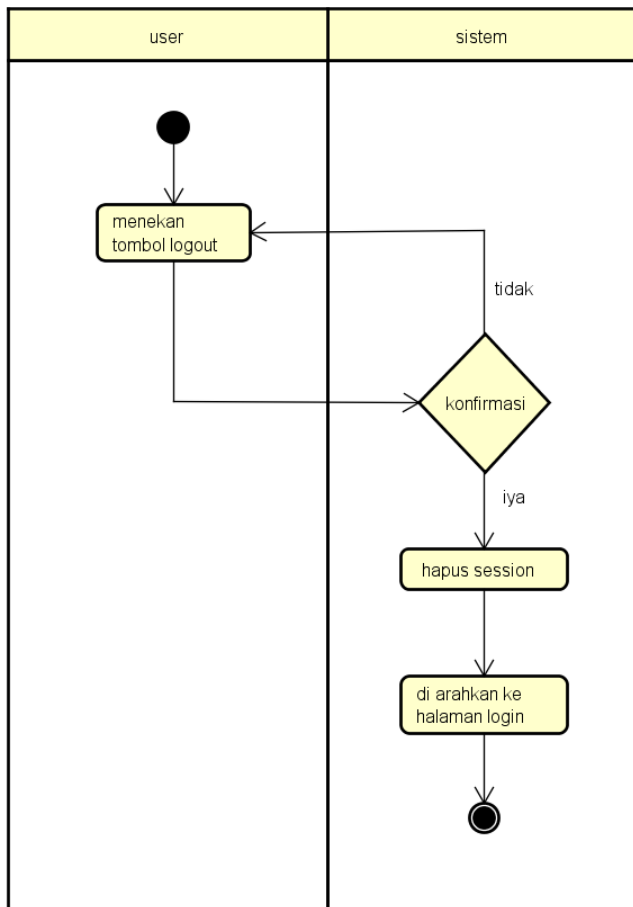 user
sistem
menekan
tombol logout
tidak
konfirmasi
iya
hapus session
di arahkan ke
halaman login